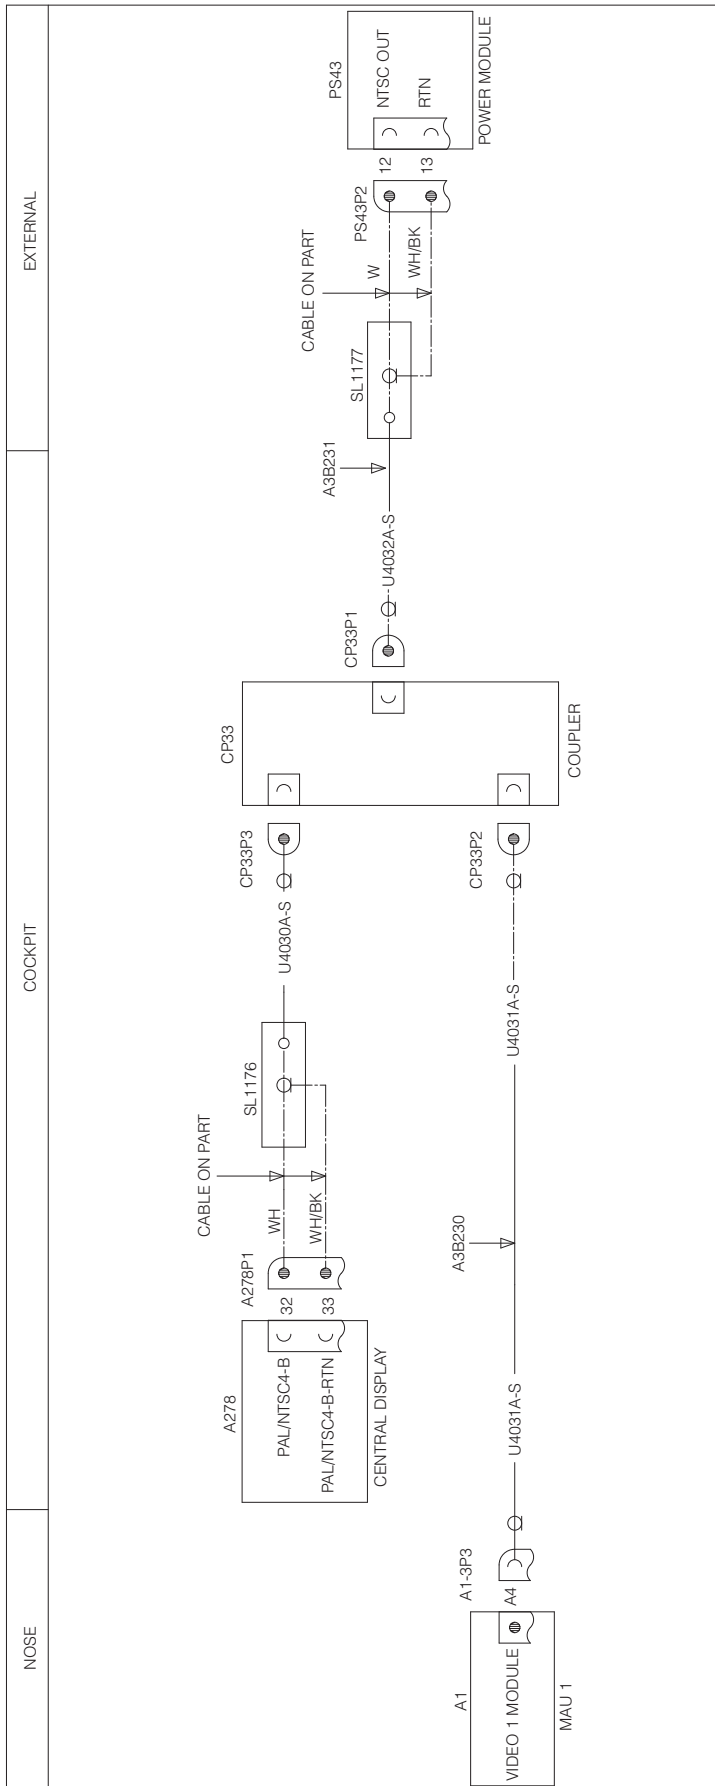 NOSE
COCKPIT
EXTERNAL
A278
PAL/NTSC4-B
PAL/NTSC4-B-RTN
CENTRAL DISPLAY
A278P1
32
33
WH
WH/BK
CABLE ON PART
SL1176
U4030A-S
CP33P3
CP33
COUPLER
CP33P1
U4032A-S
A3B231
SL1177
CABLE ON PART
W
WH/BK
PS43P2
12
13
PS43
NTSC OUT
RTN
POWER MODULE
A1
VIDEO 1 MODULE
MAU 1
A1-3P3
A4
U4031A-S
A3B230
U4031A-S
CP33P2